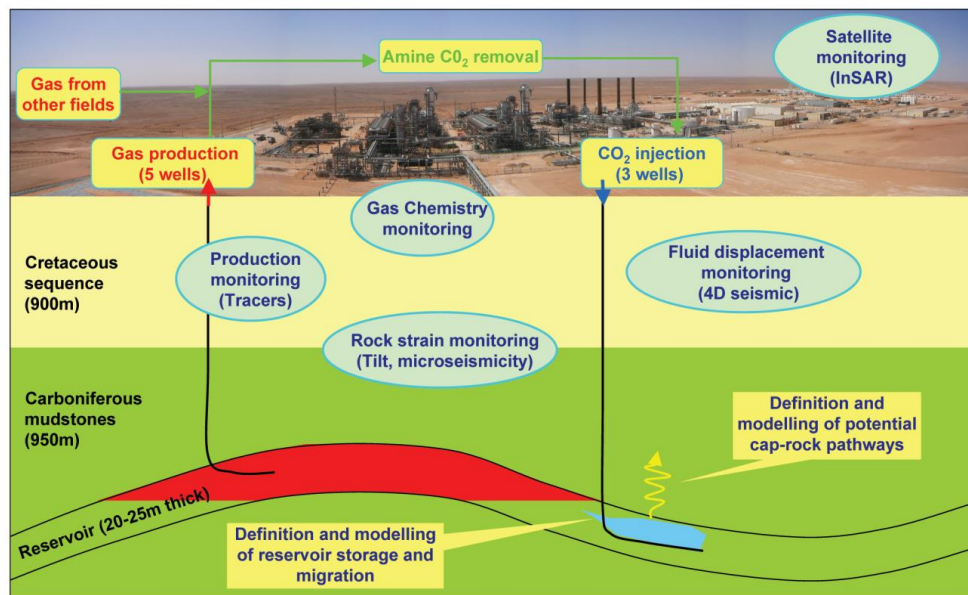 Amine C0₂ removal
Satellite
monitoring
(InSAR)
Gas from
other fields
Gas production
(5 wells)
CO₂ injection
(3 wells)
Gas Chemistry
monitoring
Cretaceous
sequence
(900m)
Production
monitoring
(Tracers)
Fluid displacement
monitoring
(4D seismic)
Rock strain monitoring
(Tilt, microseismicity)
Carboniferous
mudstones
(950m)
Definition and
modelling of potential
cap-rock pathways
Reservoir (20-25m thick)
Definition and modelling
of reservoir storage and
migration